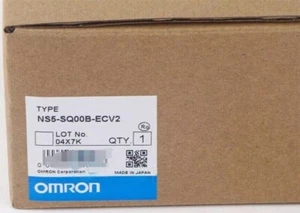 TYPE
NS5-SQ00B-ECV2
LOT No.
04X7K
QTY. 1
OMRON Corporation
MADE IN JAPAN
OMRON